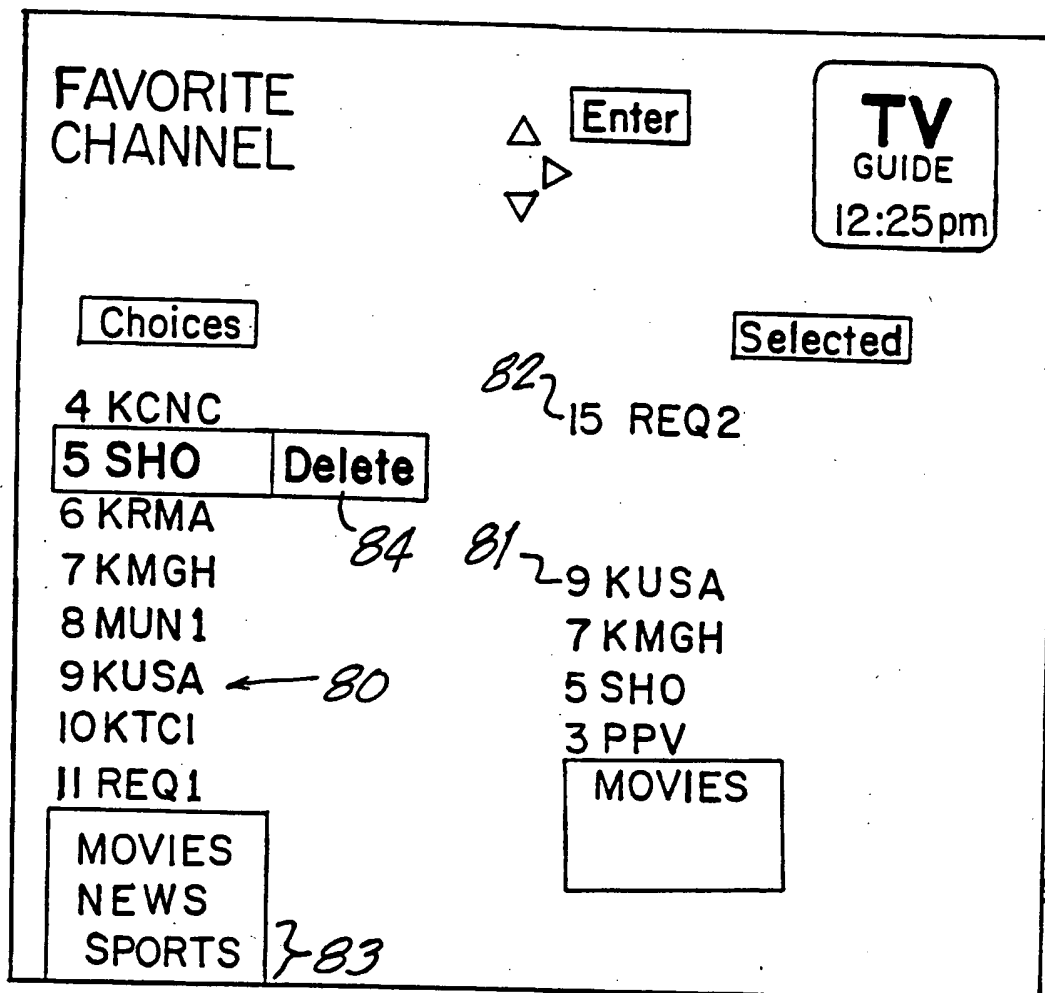 FAVORITE
CHANNEL
Enter
TV
GUIDE
12:25pm
Choices
Selected
4 KCNC
5 SHO Delete
6 KRMA
7 KMGH
8 MUN1
9 KUSA
10 KTCI
11 REQ1
MOVIES
NEWS
SPORTS
84
80
83
82
15 REQ2
81
9 KUSA
7 KMGH
5 SHO
3 PPV
MOVIES